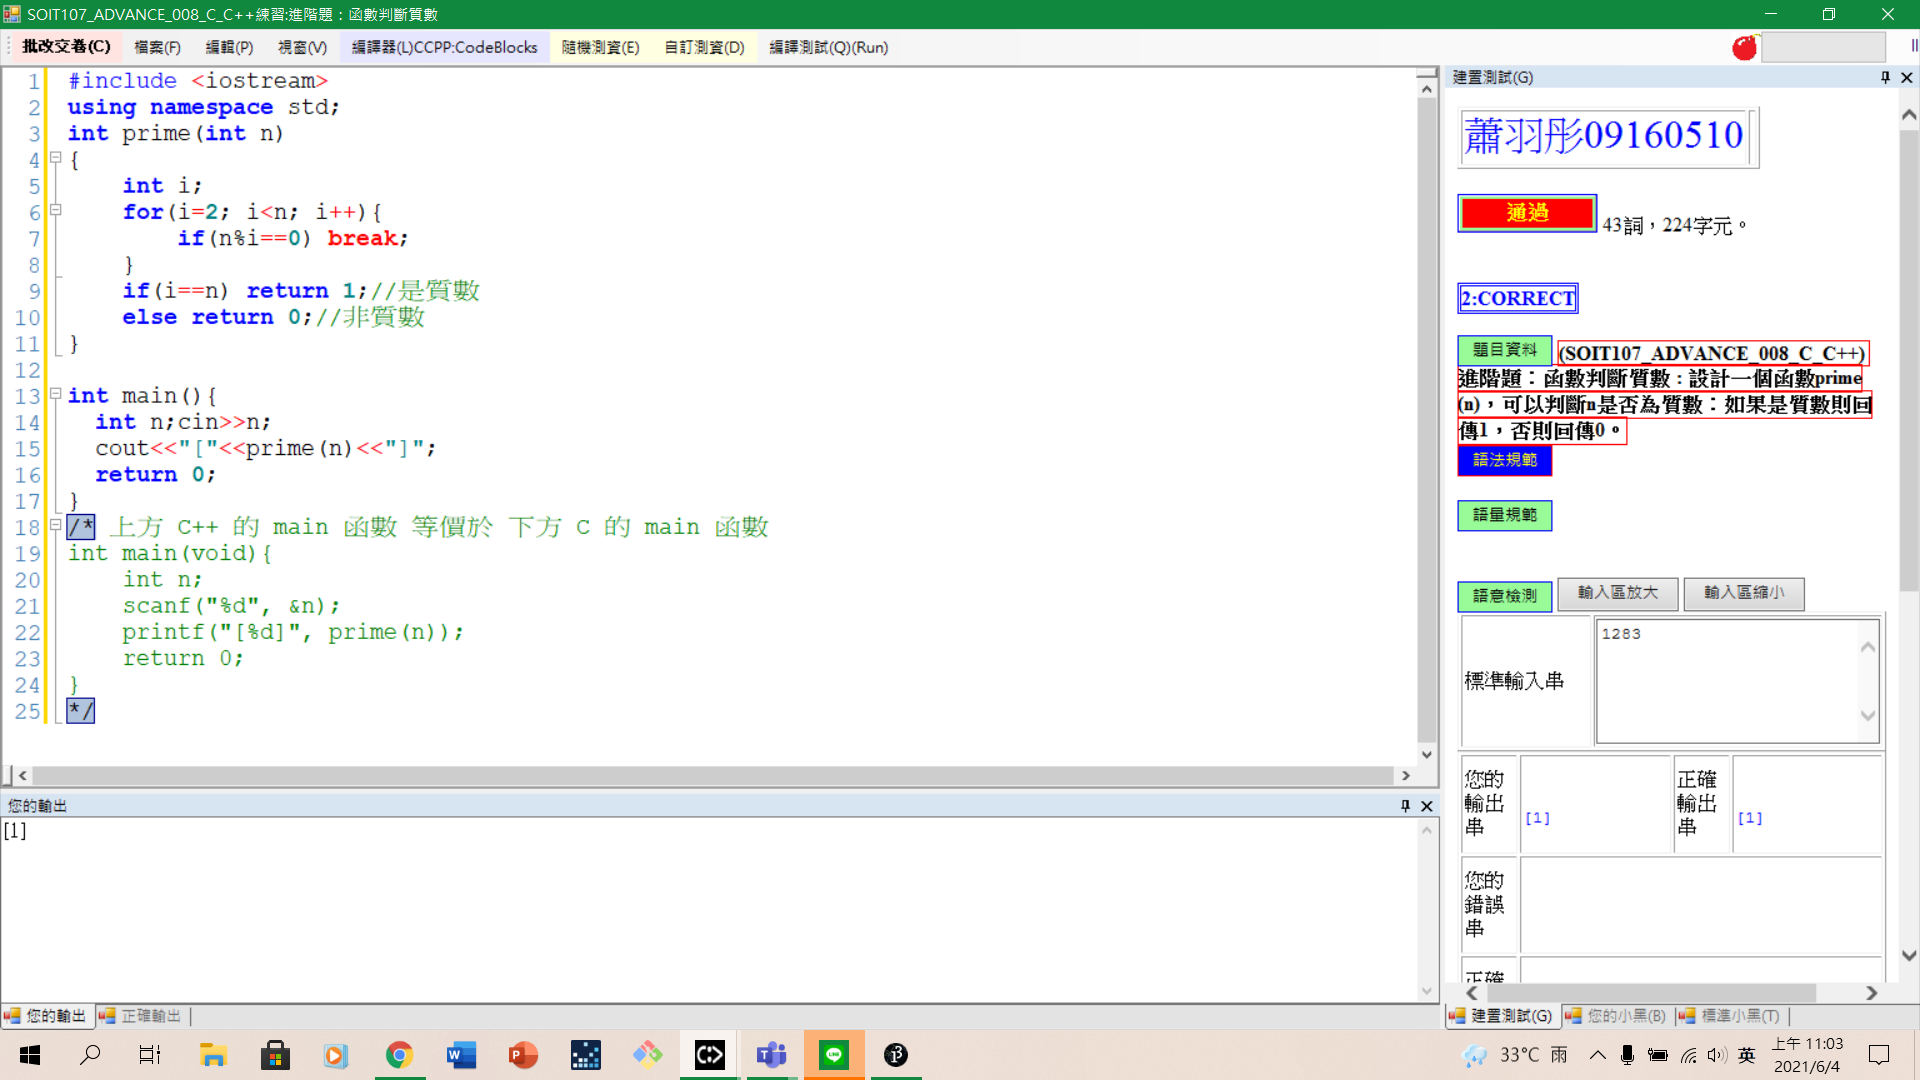 SOIT107_ADVANCE_008_C_C++練習:進階題：函數判斷質數
批改交卷(C) 檔案(F) 編輯(P) 視窗(V) 編譯器(L)CCPP:CodeBlocks 隨機測資(E) 自訂測資(D) 編譯測試(Q)(Run)
1 #include <iostream>
2 using namespace std;
3 int prime(int n)
4 {
5 int i;
6 for(i=2; i<n; i++){
7 if(n%i==0) break;
8 }
9 if(i==n) return 1;//是質數
10 else return 0;//非質數
11 }
12
13 int main(){
14 int n;cin>>n;
15 cout<<"["<<prime(n)<<"]";
16 return 0;
17 }
18 /* 上方 C++ 的 main 函數 等價於 下方 C 的 main 函數
19 int main(void){
20 int n;
21 scanf("%d", &n);
22 printf("[%d]", prime(n));
23 return 0;
24 }
25 */
您的輸出
[1]
您的輸出 正確輸出
建置測試(G)
蕭羽彤09160510
通過 43詞，224字元。
2:CORRECT
題目資料 (SOIT107_ADVANCE_008_C_C++)
進階題：函數判斷質數：設計一個函數prime
(n)，可以判斷n是否為質數：如果是質數則回
傳1，否則回傳0。
語法規範
語量規範
語意檢測 輸入區放大 輸入區縮小
標準輸入串 1283
您的輸出串 [1] 正確輸出串 [1]
您的錯誤串
正確
建置測試(G) 您的小黑(B) 標準小黑(T)
33°C 雨 英 上午 11:03
2021/6/4